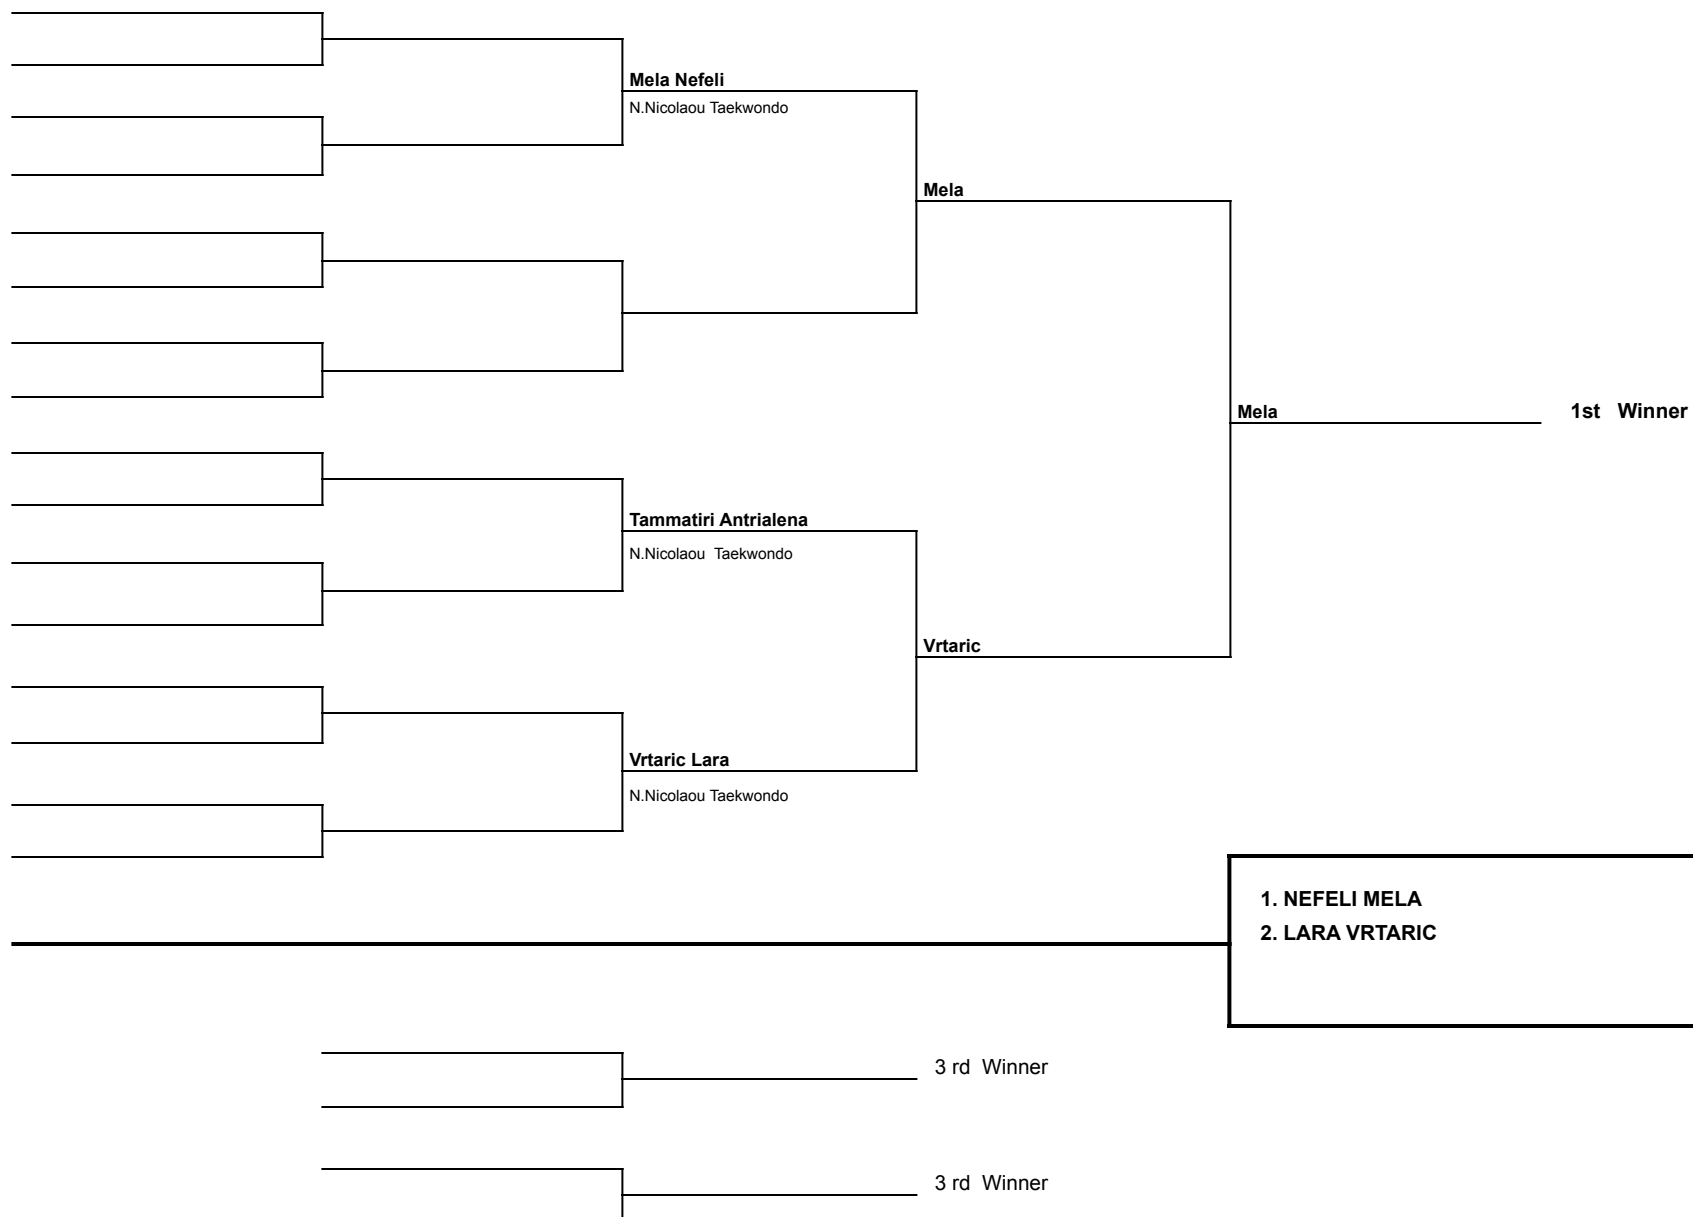 Mela Nefeli
N.Nicolaou Taekwondo
Mela
Mela
1st Winner
Tammatiri Antrialena
N.Nicolaou Taekwondo
Vrtaric
Vrtaric Lara
N.Nicolaou Taekwondo
1. NEFELI MELA
2. LARA VRTARIC
3 rd Winner
3 rd Winner